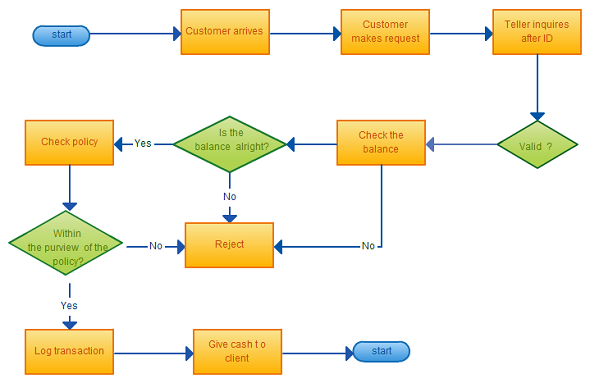 start
Customer arrives
Customer
makes request
Teller inquires
after ID
Check policy
Yes
Is the
balance alright?
Check the
balance
Valid ?
No
Within
the purview of the
policy?
No
Reject
No
Yes
Log transaction
Give cash t o
client
start